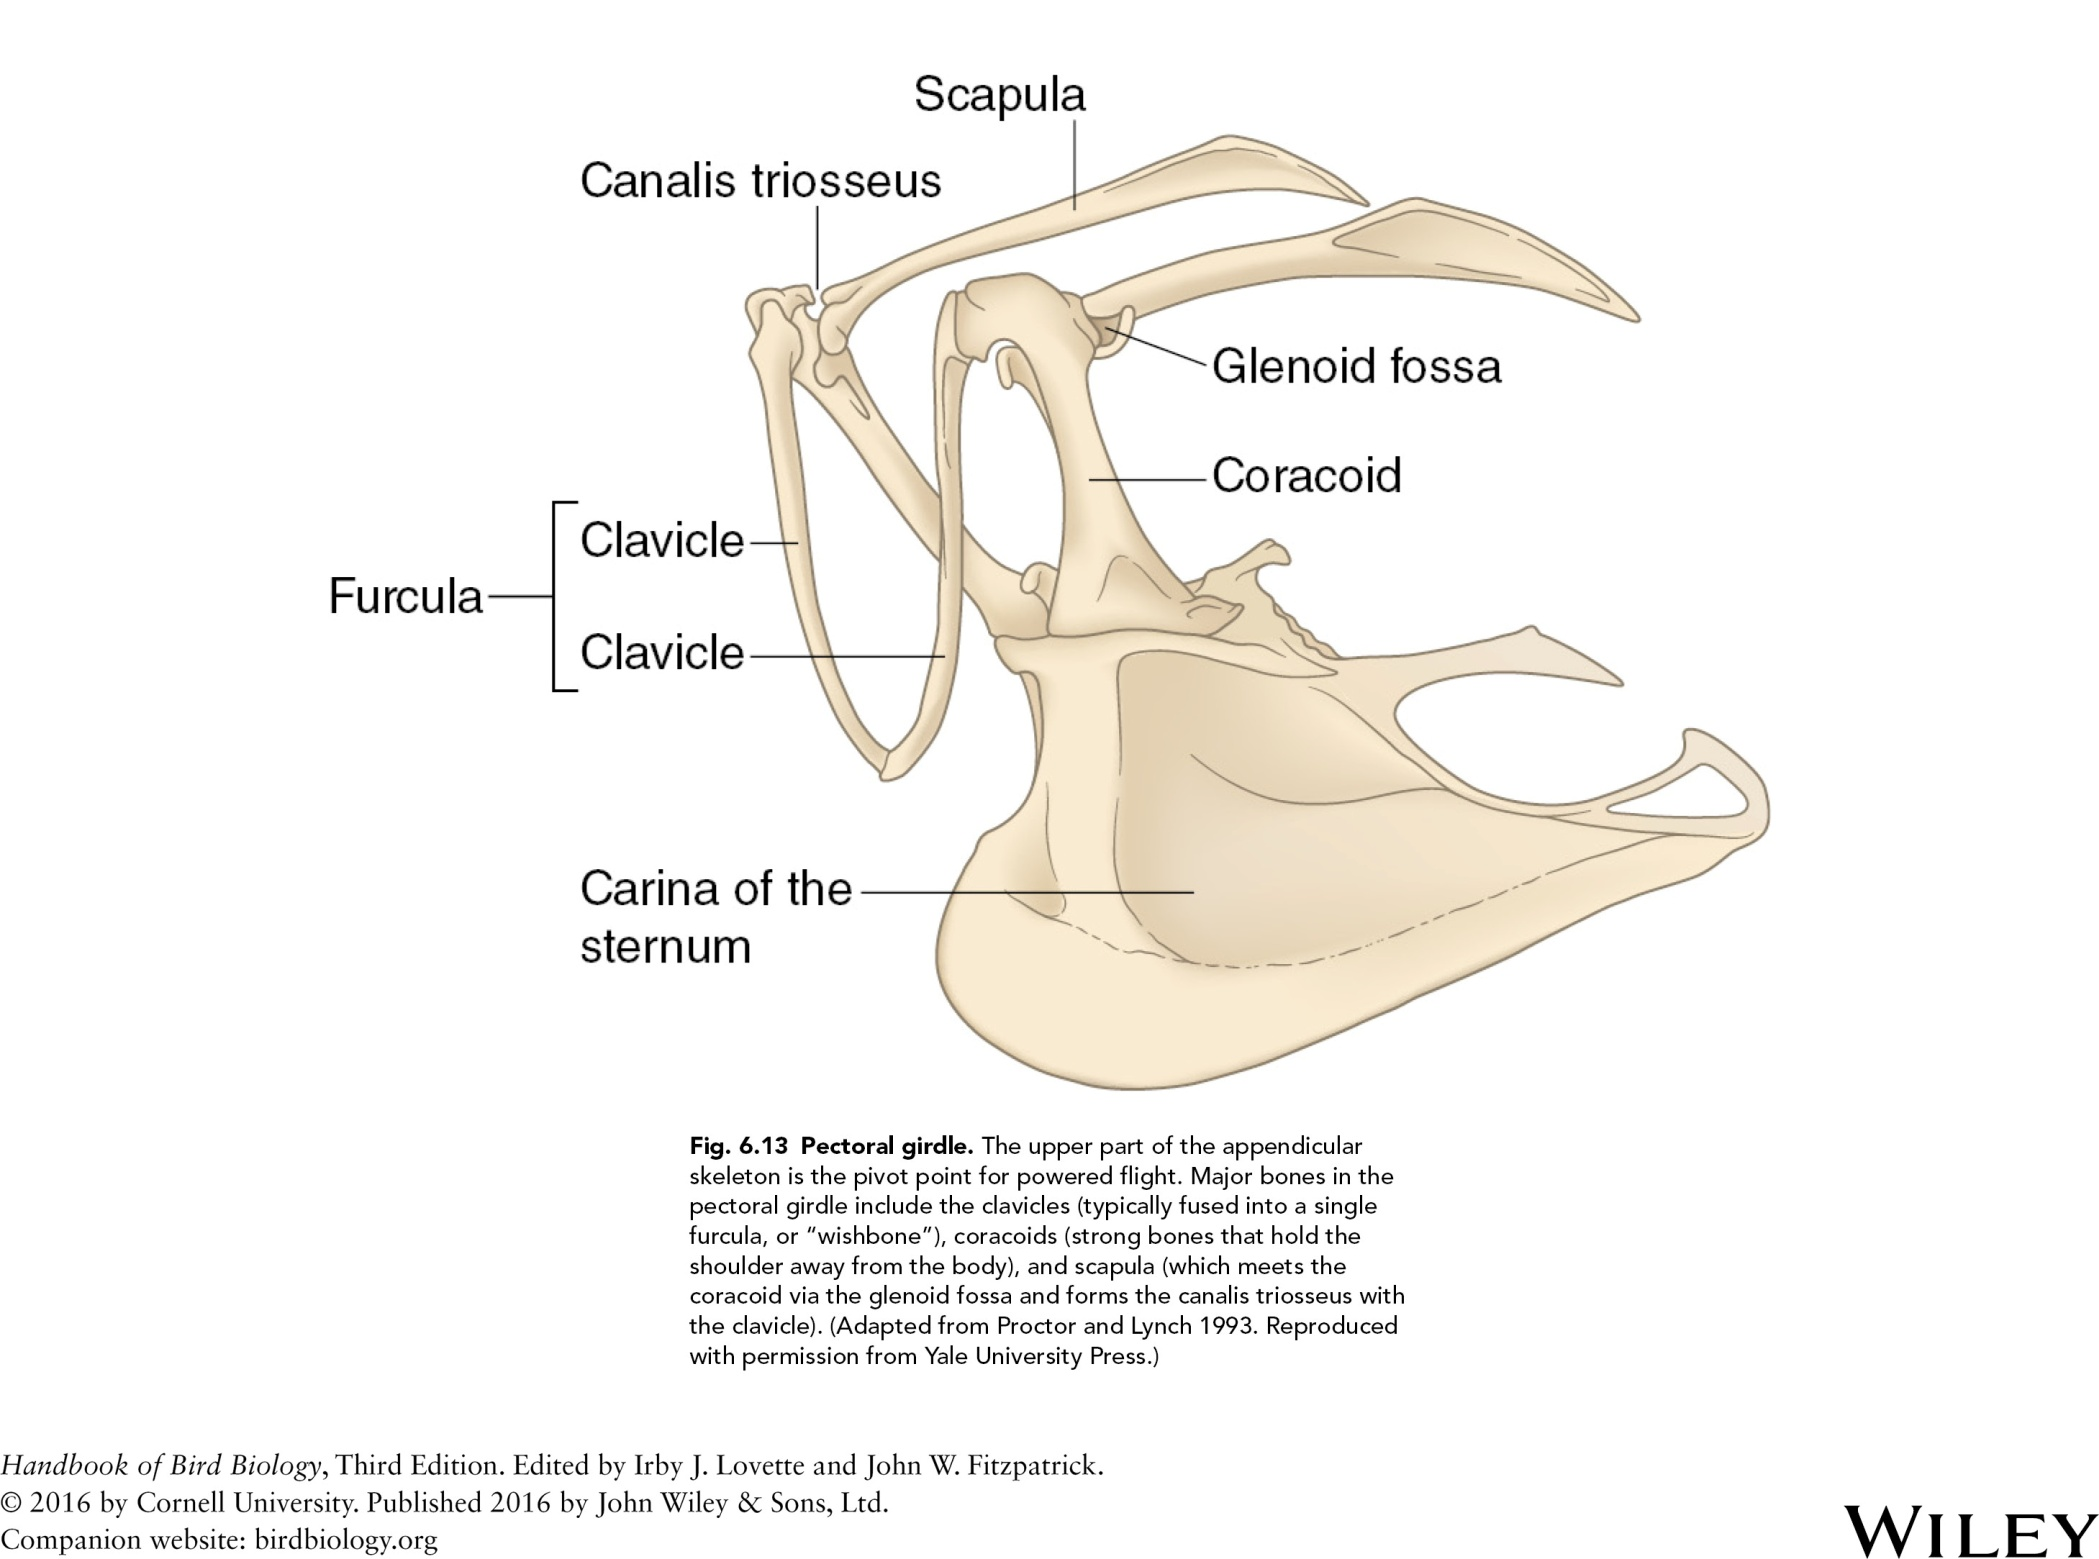 Scapula
Canalis triosseus
Glenoid fossa
Coracoid
Clavicle
Furcula
Clavicle
Carina of the
sternum
Fig. 6.13 Pectoral girdle. The upper part of the appendicular
skeleton is the pivot point for powered flight. Major bones in the
pectoral girdle include the clavicles (typically fused into a single
furcula, or “wishbone”), coracoids (strong bones that hold the
shoulder away from the body), and scapula (which meets the
coracoid via the glenoid fossa and forms the canalis triosseus with
the clavicle). (Adapted from Proctor and Lynch 1993. Reproduced
with permission from Yale University Press.)
Handbook of Bird Biology, Third Edition. Edited by Irby J. Lovette and John W. Fitzpatrick.
© 2016 by Cornell University. Published 2016 by John Wiley & Sons, Ltd.
Companion website: birdbiology.org
WILEY